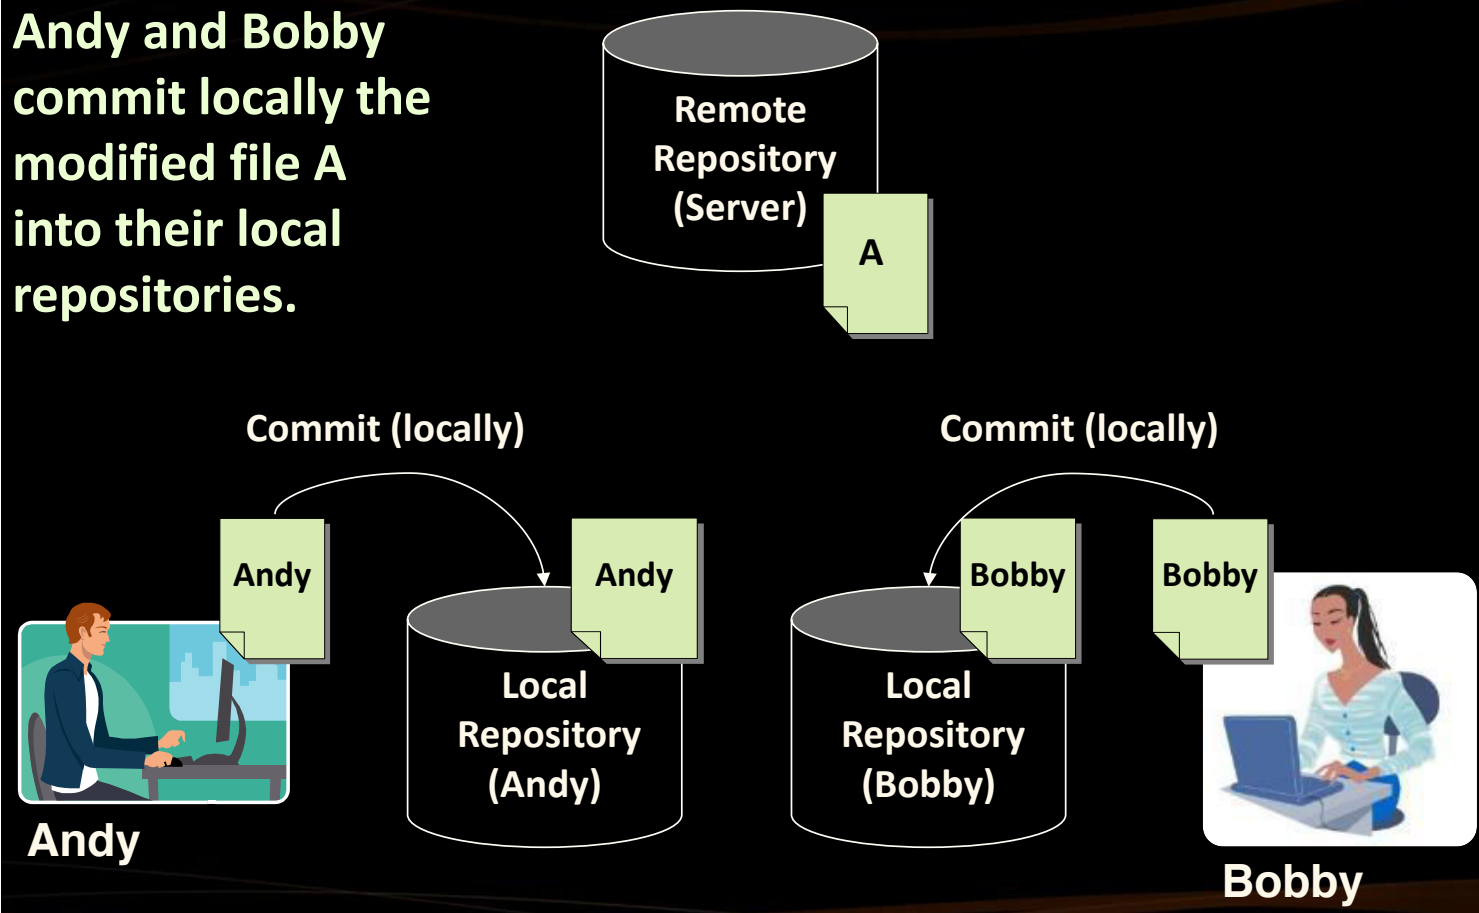 Andy and Bobby
commit locally the
modified file A
into their local
repositories.
Remote
Repository
(Server)
A
Commit (locally)
Commit (locally)
Andy
Andy
Bobby
Bobby
Local
Repository
(Andy)
Local
Repository
(Bobby)
Andy
Bobby